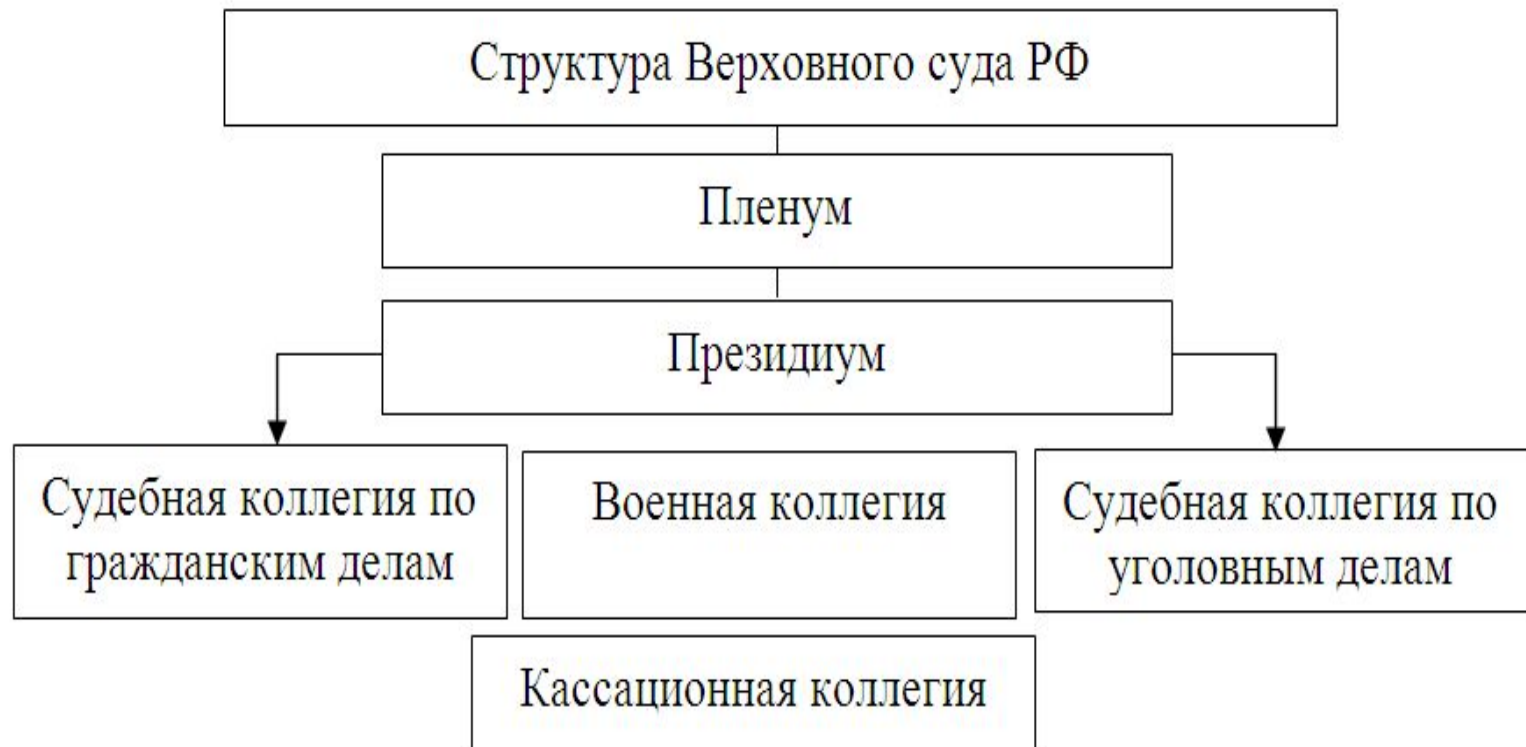 Структура Верховного суда РФ
Пленум
Президиум
Судебная коллегия по
гражданским делам
Военная коллегия
Судебная коллегия по
уголовным делам
Кассационная коллегия